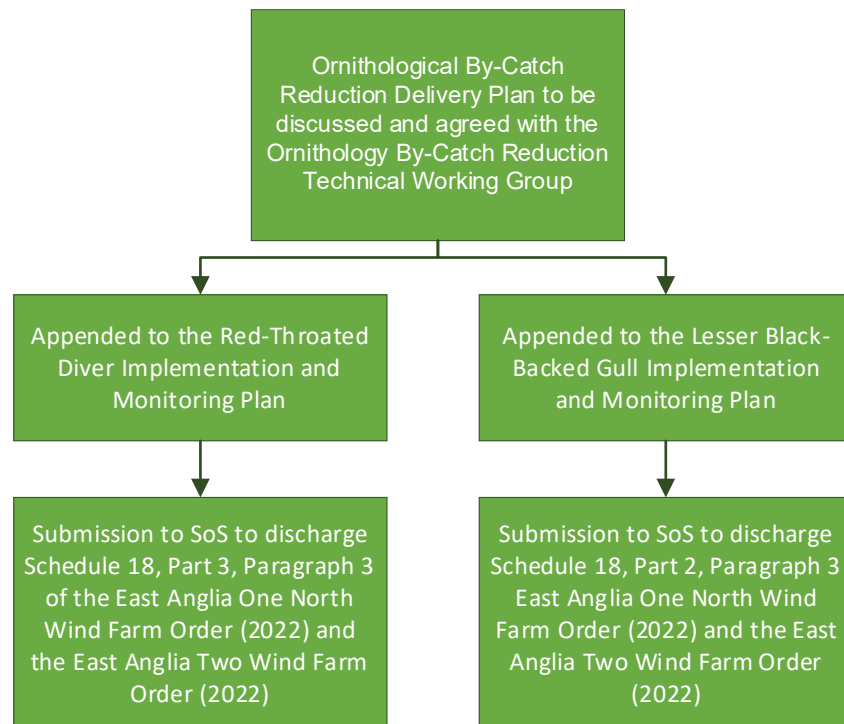 Ornithological By-Catch
Reduction Delivery Plan to be
discussed and agreed with the
Ornithology By-Catch Reduction
Technical Working Group
Appended to the Red-Throated
Diver Implementation and
Monitoring Plan
Appended to the Lesser Black-
Backed Gull Implementation
and Monitoring Plan
Submission to SoS to discharge
Schedule 18, Part 3, Paragraph 3
of the East Anglia One North
Wind Farm Order (2022) and
the East Anglia Two Wind Farm
Order (2022)
Submission to SoS to discharge
Schedule 18, Part 2, Paragraph 3
East Anglia One North Wind
Farm Order (2022) and the East
Anglia Two Wind Farm Order
(2022)